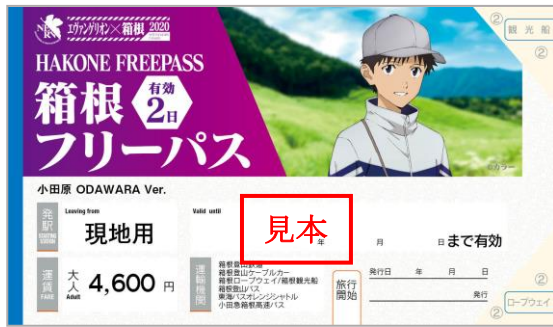 エヴァンゲリオン×箱根 2020
HAKONE FREEPASS
箱根 有効2日
フリーパス
② 観光船
②
©カラー
小田原 ODAWARA Ver.
発駅 Leaving from
現地用
Valid until
見本
年 月 日まで有効
運賃 FARE 大人 Adult 4,600 円
運輸機関
箱根登山電車
箱根登山ケーブルカー
箱根ロープウェイ/箱根観光船
箱根登山バス
東海バスオレンジシャトル
小田急箱根高速バス
旅行開始
発行日 年 月 日
発行
②
ロープウェイ
②